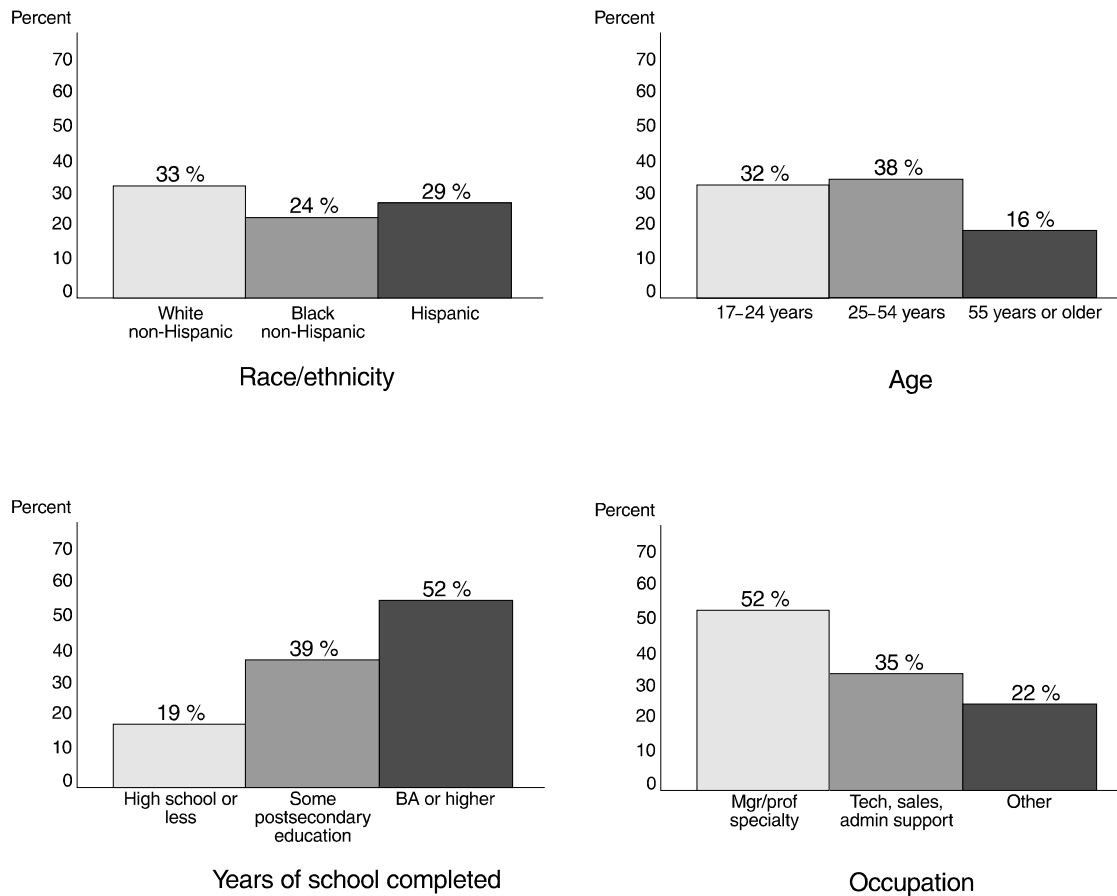 Percent
70
60
50
40
30
20
10
0
33 %
24 %
29 %
White
non-Hispanic
Black
non-Hispanic
Hispanic
Race/ethnicity
Percent
70
60
50
40
30
20
10
0
32 %
38 %
16 %
17–24 years
25–54 years
55 years or older
Age
Percent
70
60
50
40
30
20
10
0
19 %
39 %
52 %
High school or
less
Some
postsecondary
education
BA or higher
Years of school completed
Percent
70
60
50
40
30
20
10
0
52 %
35 %
22 %
Mgr/prof
specialty
Tech, sales,
admin support
Other
Occupation